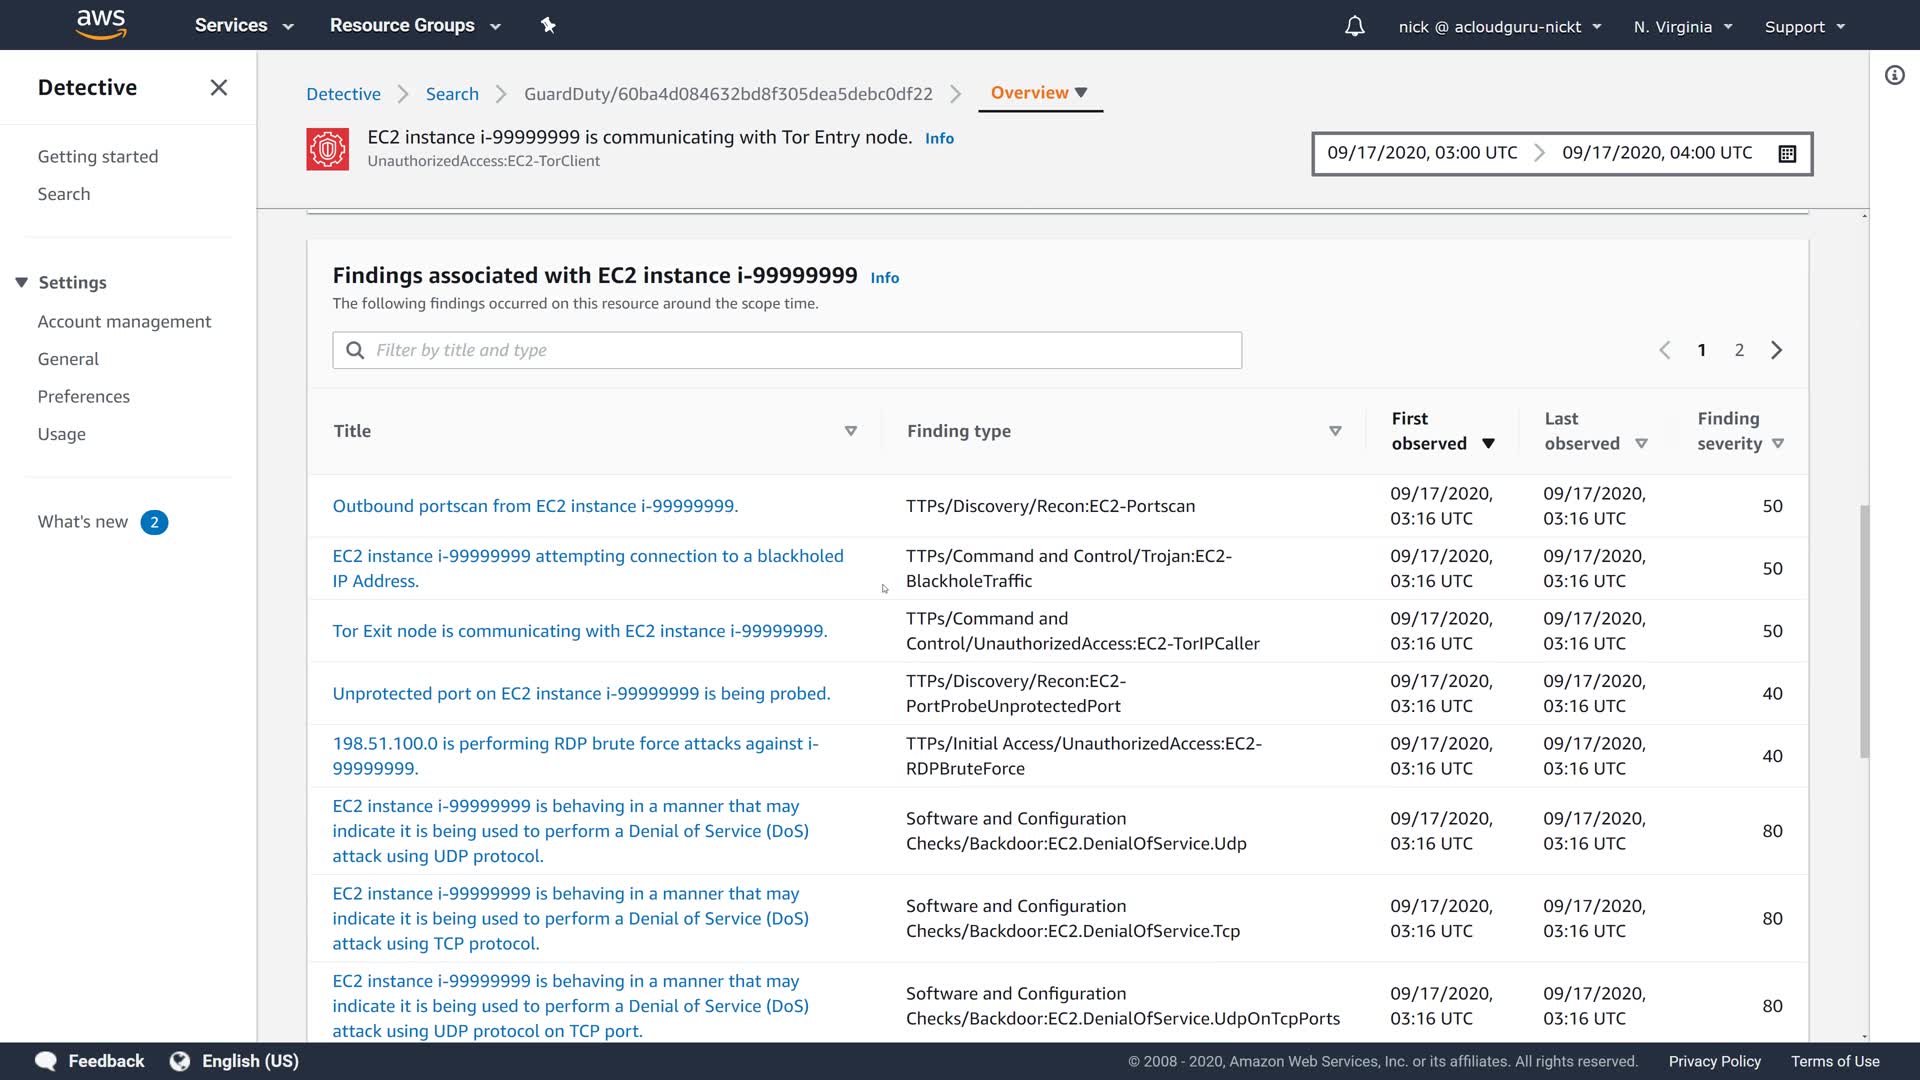 aws
Services
Resource Groups
nick @ acloudguru-nickt
N. Virginia
Support
Detective
Getting started
Search
Settings
Account management
General
Preferences
Usage
What's new 2
Detective
Search
GuardDuty/60ba4d084632bd8f305dea5debc0df22
Overview
EC2 instance i-99999999 is communicating with Tor Entry node. Info
UnauthorizedAccess:EC2-TorClient
09/17/2020, 03:00 UTC
09/17/2020, 04:00 UTC
Findings associated with EC2 instance i-99999999 Info
The following findings occurred on this resource around the scope time.
Filter by title and type
1 2
Title
Finding type
First
observed
Last
observed
Finding
severity
Outbound portscan from EC2 instance i-99999999.
TTPs/Discovery/Recon:EC2-Portscan
09/17/2020,
03:16 UTC
09/17/2020,
03:16 UTC
50
EC2 instance i-99999999 attempting connection to a blackholed
IP Address.
TTPs/Command and Control/Trojan:EC2-
BlackholeTraffic
09/17/2020,
03:16 UTC
09/17/2020,
03:16 UTC
50
Tor Exit node is communicating with EC2 instance i-99999999.
TTPs/Command and
Control/UnauthorizedAccess:EC2-TorIPCaller
09/17/2020,
03:16 UTC
09/17/2020,
03:16 UTC
50
Unprotected port on EC2 instance i-99999999 is being probed.
TTPs/Discovery/Recon:EC2-
PortProbeUnprotectedPort
09/17/2020,
03:16 UTC
09/17/2020,
03:16 UTC
40
198.51.100.0 is performing RDP brute force attacks against i-
99999999.
TTPs/Initial Access/UnauthorizedAccess:EC2-
RDPBruteForce
09/17/2020,
03:16 UTC
09/17/2020,
03:16 UTC
40
EC2 instance i-99999999 is behaving in a manner that may
indicate it is being used to perform a Denial of Service (DoS)
attack using UDP protocol.
Software and Configuration
Checks/Backdoor:EC2.DenialOfService.Udp
09/17/2020,
03:16 UTC
09/17/2020,
03:16 UTC
80
EC2 instance i-99999999 is behaving in a manner that may
indicate it is being used to perform a Denial of Service (DoS)
attack using TCP protocol.
Software and Configuration
Checks/Backdoor:EC2.DenialOfService.Tcp
09/17/2020,
03:16 UTC
09/17/2020,
03:16 UTC
80
EC2 instance i-99999999 is behaving in a manner that may
indicate it is being used to perform a Denial of Service (DoS)
attack using UDP protocol on TCP port.
Software and Configuration
Checks/Backdoor:EC2.DenialOfService.UdpOnTcpPorts
09/17/2020,
03:16 UTC
09/17/2020,
03:16 UTC
80
Feedback
English (US)
© 2008 - 2020, Amazon Web Services, Inc. or its affiliates. All rights reserved.
Privacy Policy
Terms of Use